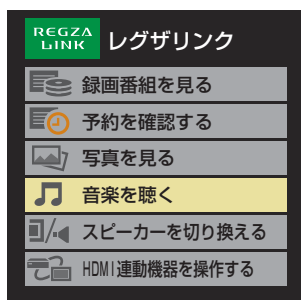 REGZA
LINK
レグザリンク
録画番組を見る
予約を確認する
写真を見る
音楽を聴く
スピーカーを切り換える
HDMI連動機器を操作する